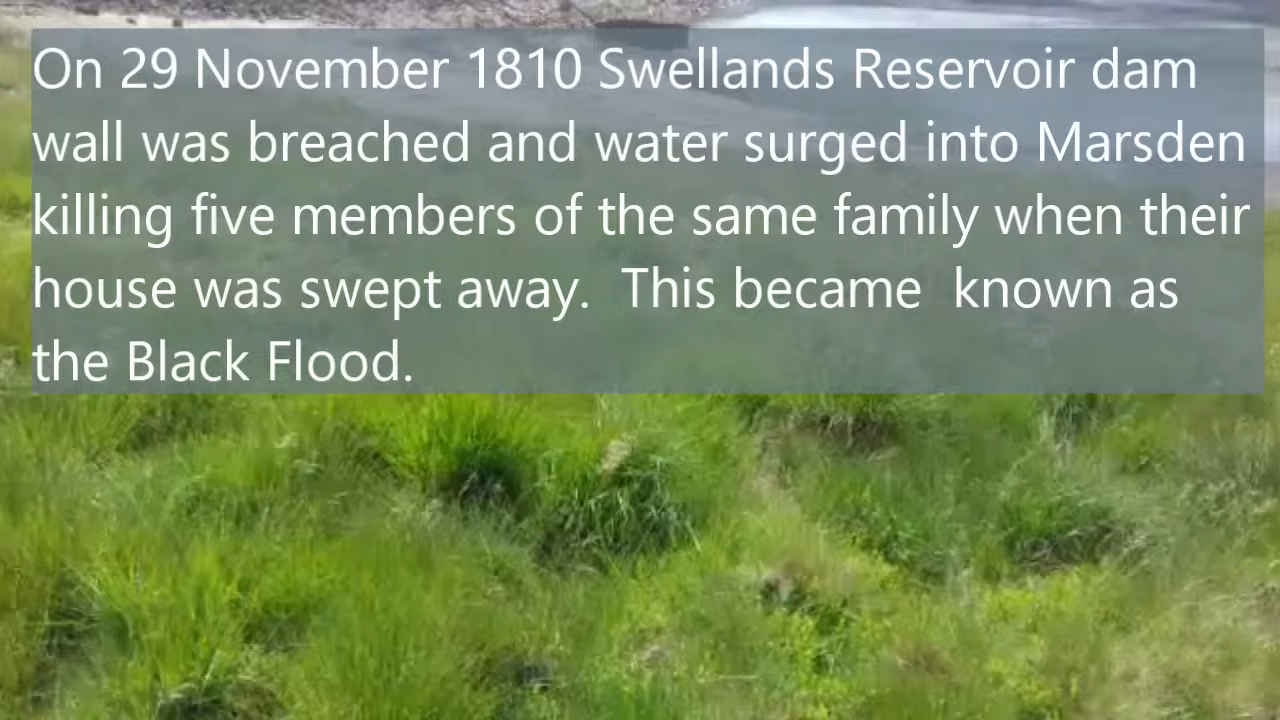 On 29 November 1810 Swellands Reservoir dam
wall was breached and water surged into Marsden
killing five members of the same family when their
house was swept away.  This became  known as
the Black Flood.